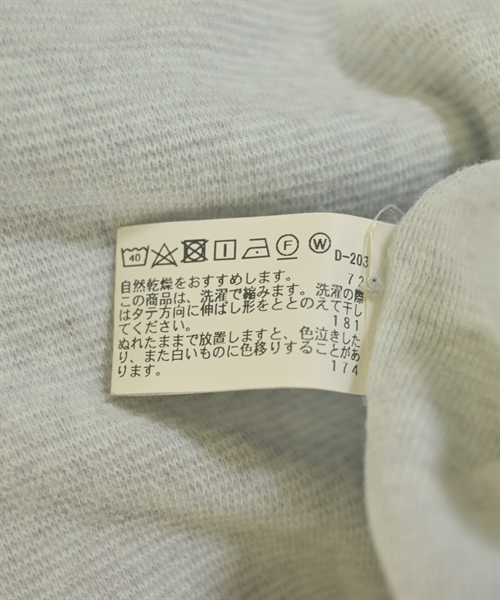 40 F W D-203
自然乾燥をおすすめします。 72
この商品は、洗濯で縮みます。洗濯の際
はタテ方向に伸ばし形をととのえて干し
てください。 181
ぬれたままで放置しますと、色泣きした
り、また白いものに色移りすることがあ
ります。 174